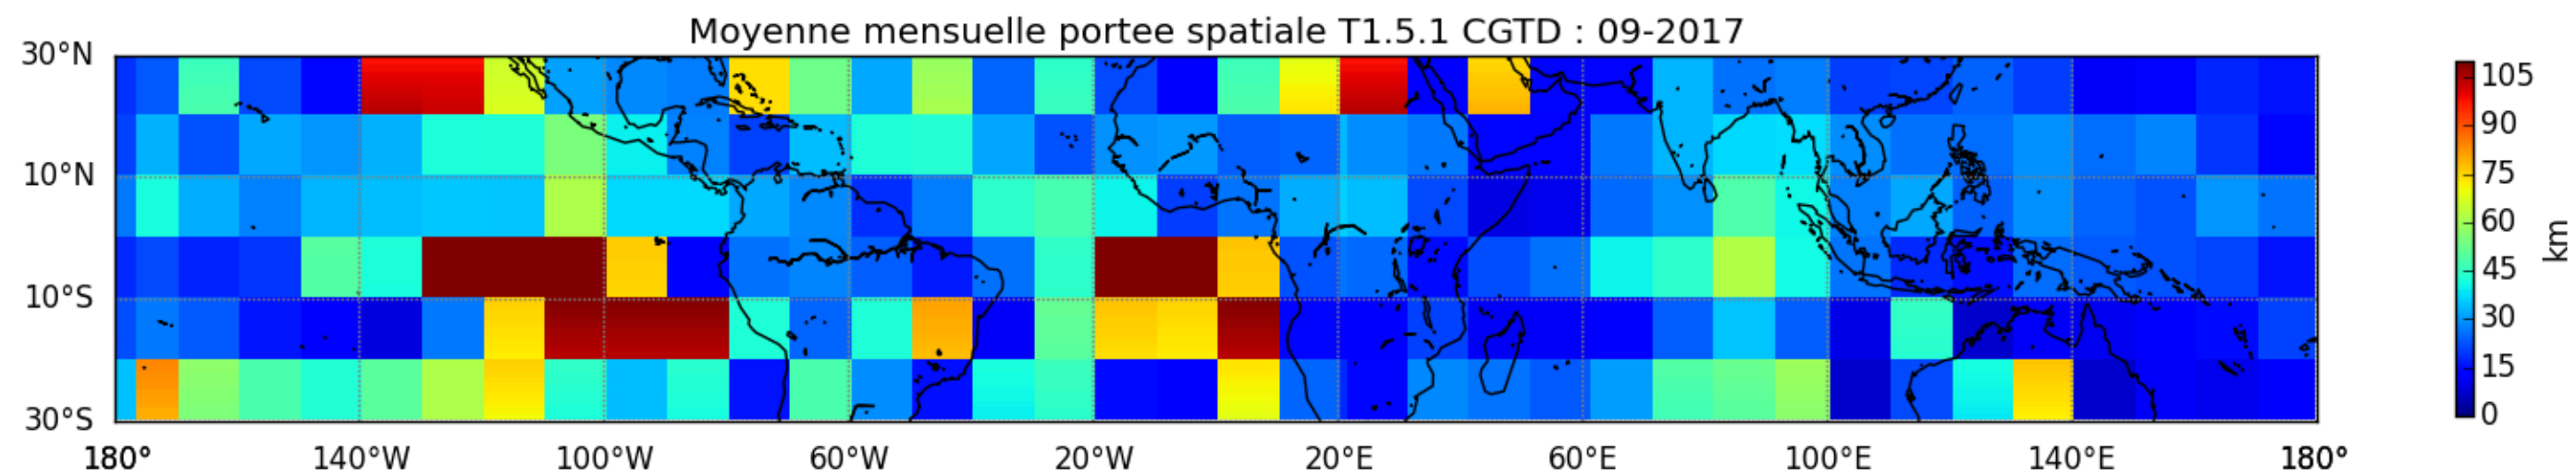 Moyenne mensuelle portee spatiale T1.5.1 CGTD : 09-2017
30°N
10°N
10°S
30°S
180° 140°W 100°W 60°W 20°W 20°E 60°E 100°E 140°E 180°
105
90
75
60
45
30
15
0
km